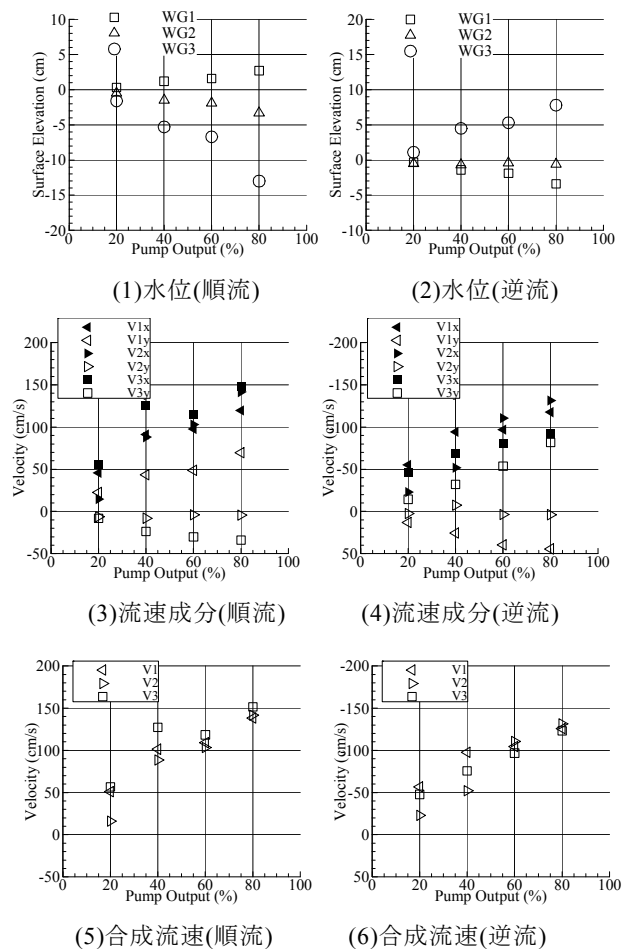 10
5
0
-5
-10
-15
-20
0 20 40 60 80 100
Surface Elevation (cm)
Pump Output (%)
WG1
WG2
WG3
(1)水位(順流)
20
15
10
5
0
-5
-10
0 20 40 60 80 100
Surface Elevation (cm)
Pump Output (%)
WG1
WG2
WG3
(2)水位(逆流)
200
150
100
50
0
-50
0 20 40 60 80 100
Velocity (cm/s)
Pump Output (%)
V1x
V1y
V2x
V2y
V3x
V3y
(3)流速成分(順流)
-200
-150
-100
-50
0
50
0 20 40 60 80 100
Velocity (cm/s)
Pump Output (%)
V1x
V1y
V2x
V2y
V3x
V3y
(4)流速成分(逆流)
200
150
100
50
0
-50
0 20 40 60 80 100
Velocity (cm/s)
Pump Output (%)
V1
V2
V3
(5)合成流速(順流)
-200
-150
-100
-50
0
50
0 20 40 60 80 100
Velocity (cm/s)
Pump Output (%)
V1
V2
V3
(6)合成流速(逆流)